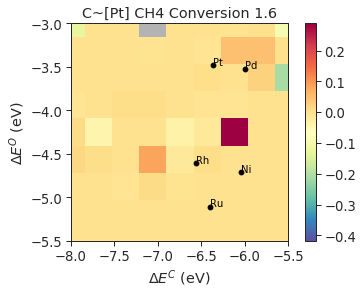 C~[Pt] CH4 Conversion 1.6
ΔE^O (eV)
−3.0
−3.5
−4.0
−4.5
−5.0
−5.5
Pt
Pd
Rh
Ni
Ru
−8.0 −7.5 −7.0 −6.5 −6.0 −5.5
ΔE^C (eV)
0.2
0.1
0.0
−0.1
−0.2
−0.3
−0.4